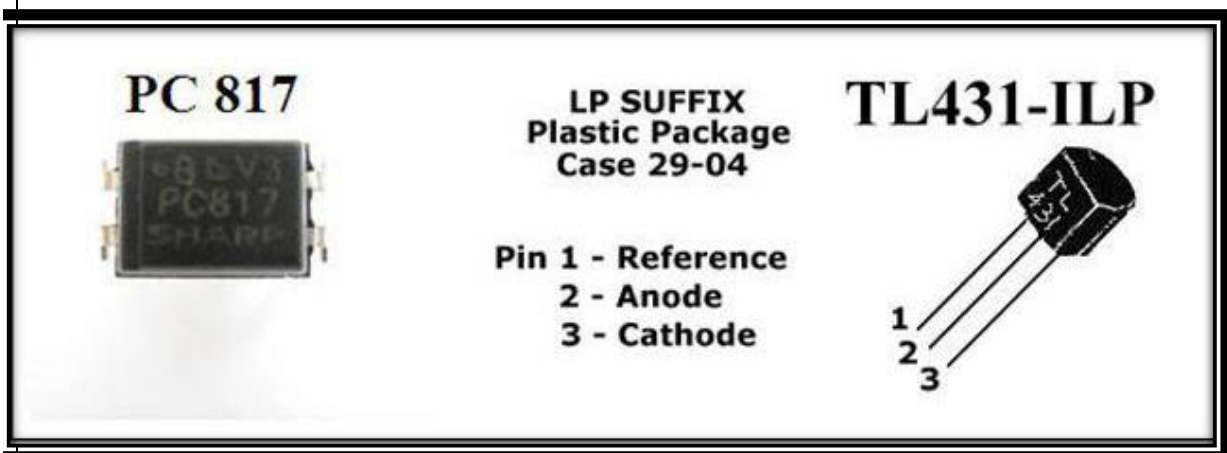 PC 817
PC817
SHARP
LP SUFFIX
Plastic Package
Case 29-04
Pin 1 - Reference
2 - Anode
3 - Cathode
TL431-ILP
TL
431
1
2
3